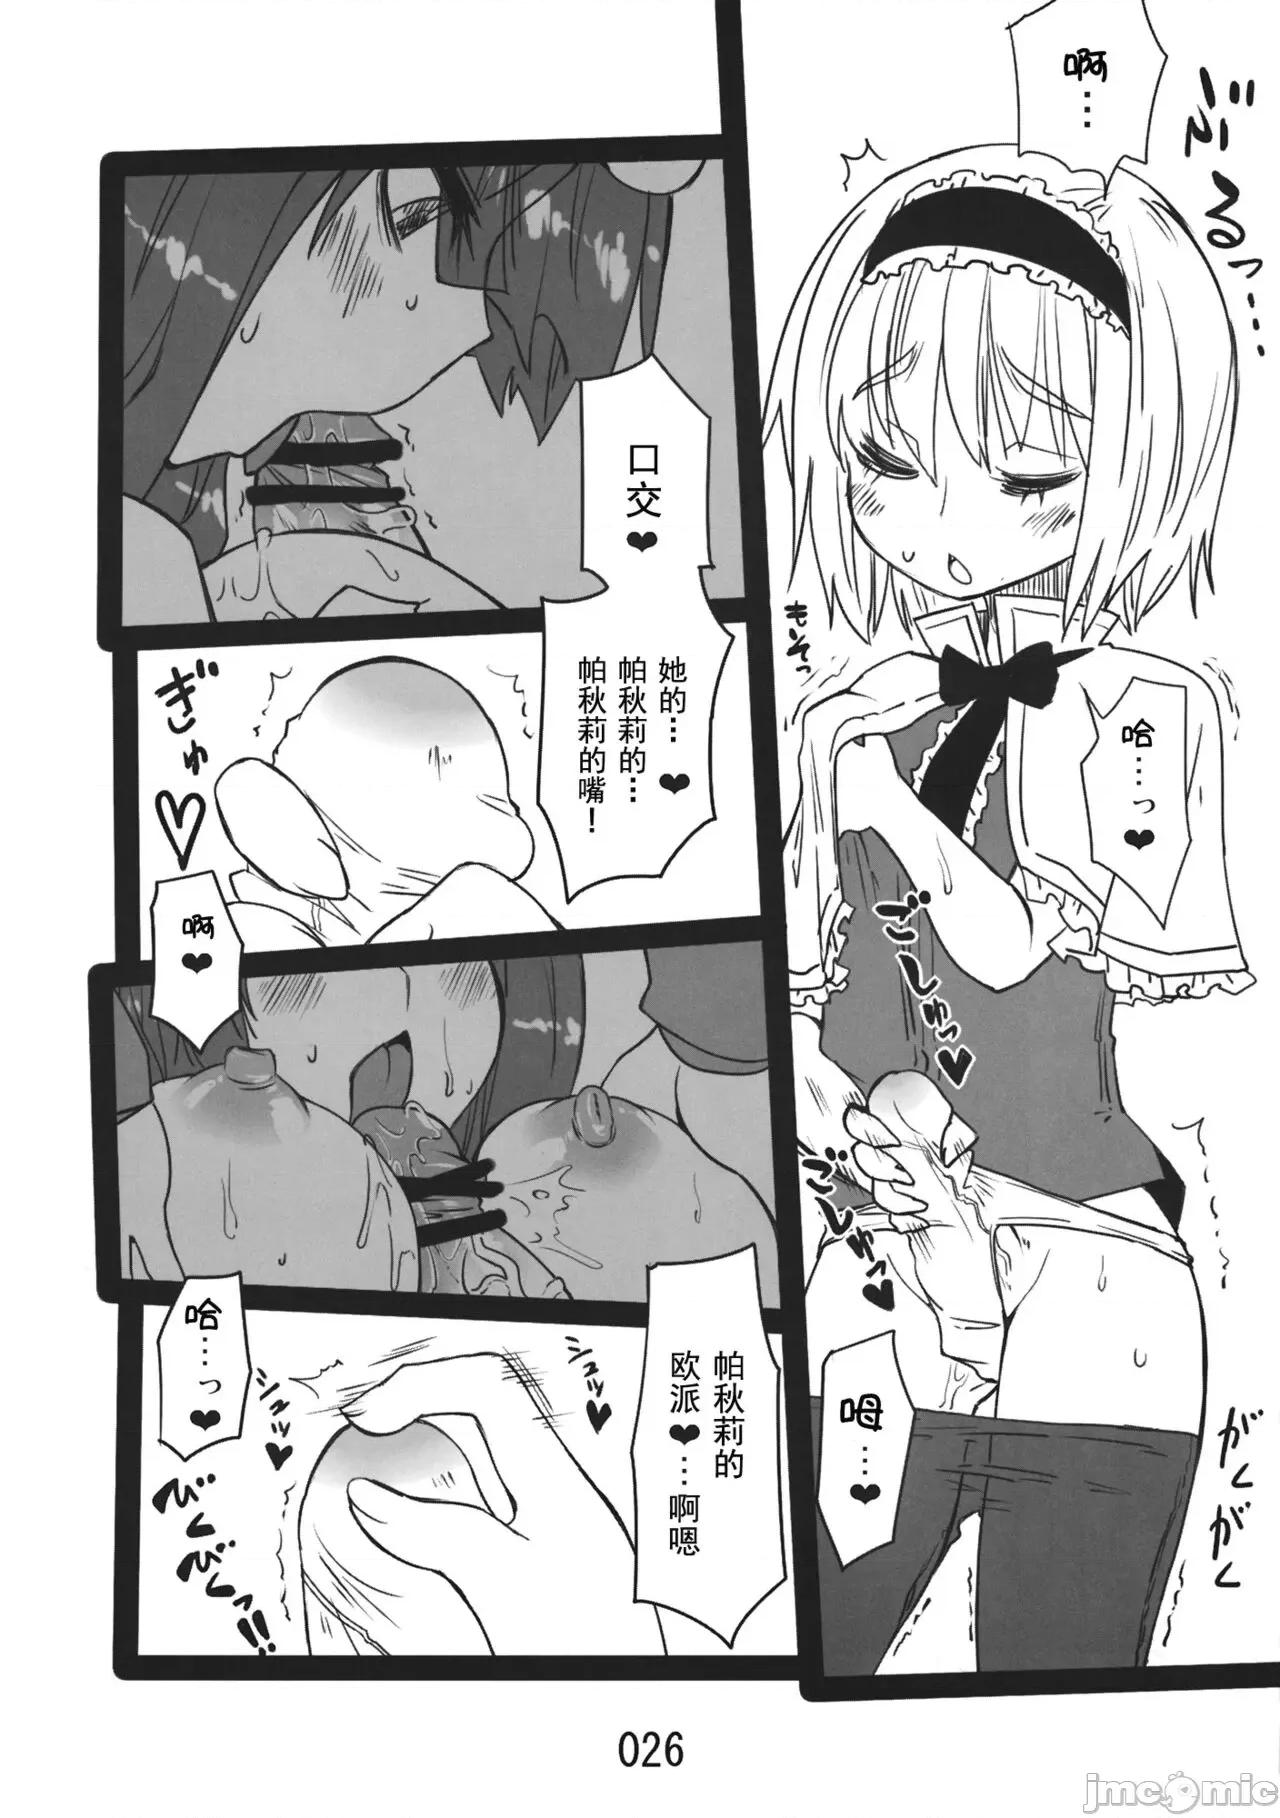 啊…
ずるっ…
もそっ
哈…っ♥
ごしゅっ♥
ごしゅっ♥
呣…♥
がくがく
口交♥
她的…♥
帕秋莉的…
帕秋莉的嘴！
ぎゅ♡
啊♥
帕秋莉的
欧派♥…啊嗯
シュッシュッ♥
哈…っ♥
びくびくっ!!
026
jmcomic